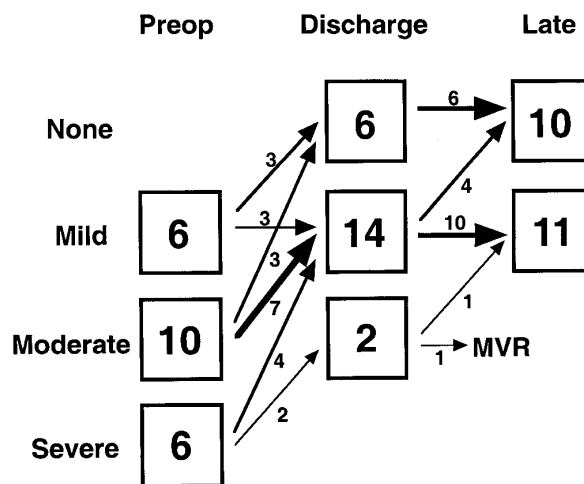 Preop Discharge Late
None 6 6 10
3 4
Mild 6 3 14 10 11
3
7 1
Moderate 10 2 1 MVR
4
2
Severe 6